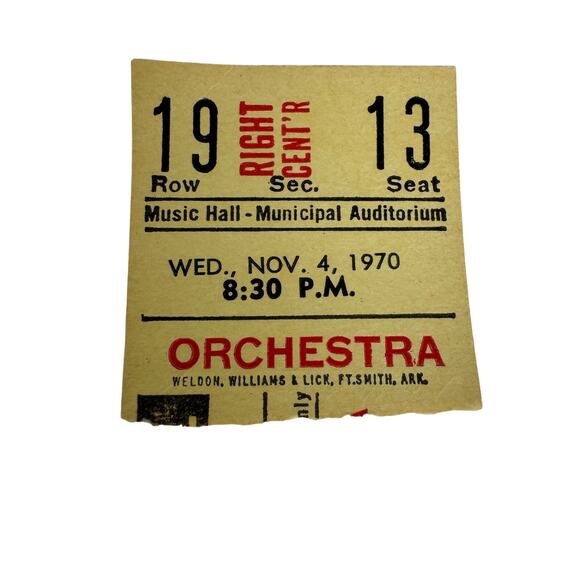 19 RIGHT CENT'R 13
Row Sec. Seat
Music Hall - Municipal Auditorium
WED., NOV. 4, 1970
8:30 P.M.
ORCHESTRA
WELDON, WILLIAMS & LICK, FT. SMITH, ARK.